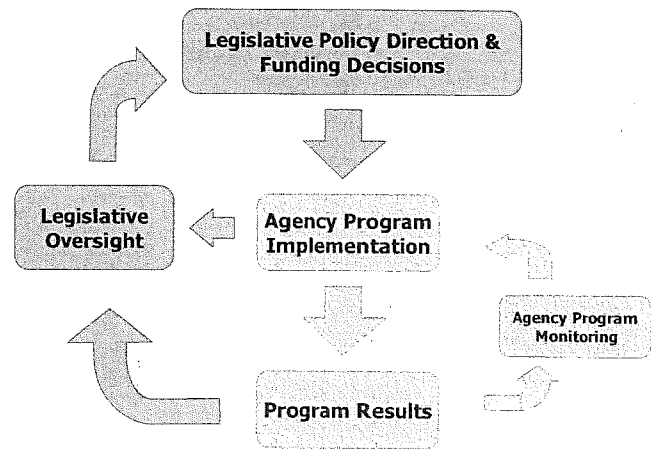 Legislative Policy Direction &
Funding Decisions
Legislative
Oversight
Agency Program
Implementation
Agency Program
Monitoring
Program Results